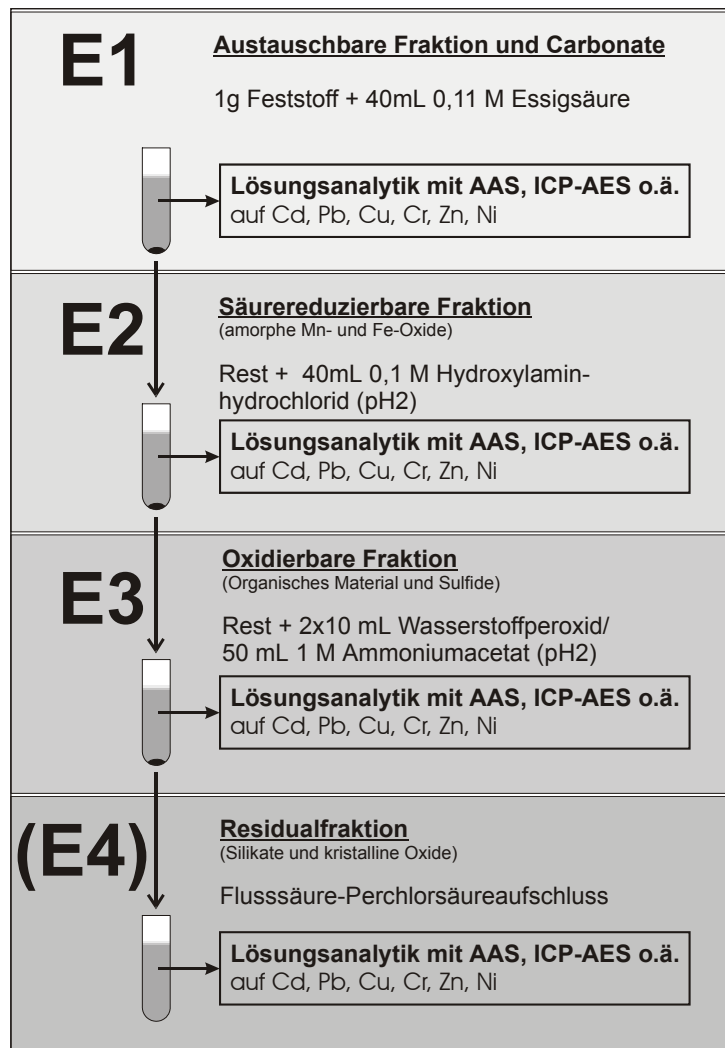 E1
Austauschbare Fraktion und Carbonate
1g Feststoff + 40mL 0,11 M Essigsäure
Lösungsanalytik mit AAS, ICP-AES o.ä.
auf Cd, Pb, Cu, Cr, Zn, Ni
E2
Säurereduzierbare Fraktion
(amorphe Mn- und Fe-Oxide)
Rest + 40mL 0,1 M Hydroxylamin-
hydrochlorid (pH2)
Lösungsanalytik mit AAS, ICP-AES o.ä.
auf Cd, Pb, Cu, Cr, Zn, Ni
E3
Oxidierbare Fraktion
(Organisches Material und Sulfide)
Rest + 2x10 mL Wasserstoffperoxid/
50 mL 1 M Ammoniumacetat (pH2)
Lösungsanalytik mit AAS, ICP-AES o.ä.
auf Cd, Pb, Cu, Cr, Zn, Ni
(E4)
Residualfraktion
(Silikate und kristalline Oxide)
Flusssäure-Perchlorsäureaufschluss
Lösungsanalytik mit AAS, ICP-AES o.ä.
auf Cd, Pb, Cu, Cr, Zn, Ni